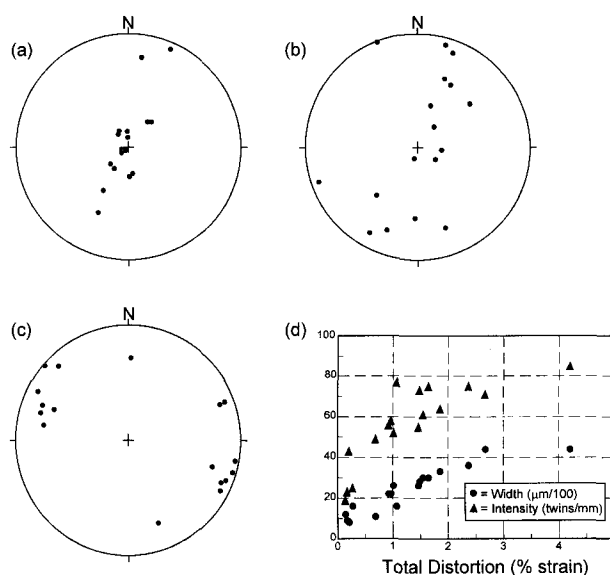 (a)
N
(b)
N
(c)
N
(d)
100
80
60
40
20
0
0
1
2
3
4
● = Width (μm/100)
▲ = Intensity (twins/mm)
Total Distortion (% strain)